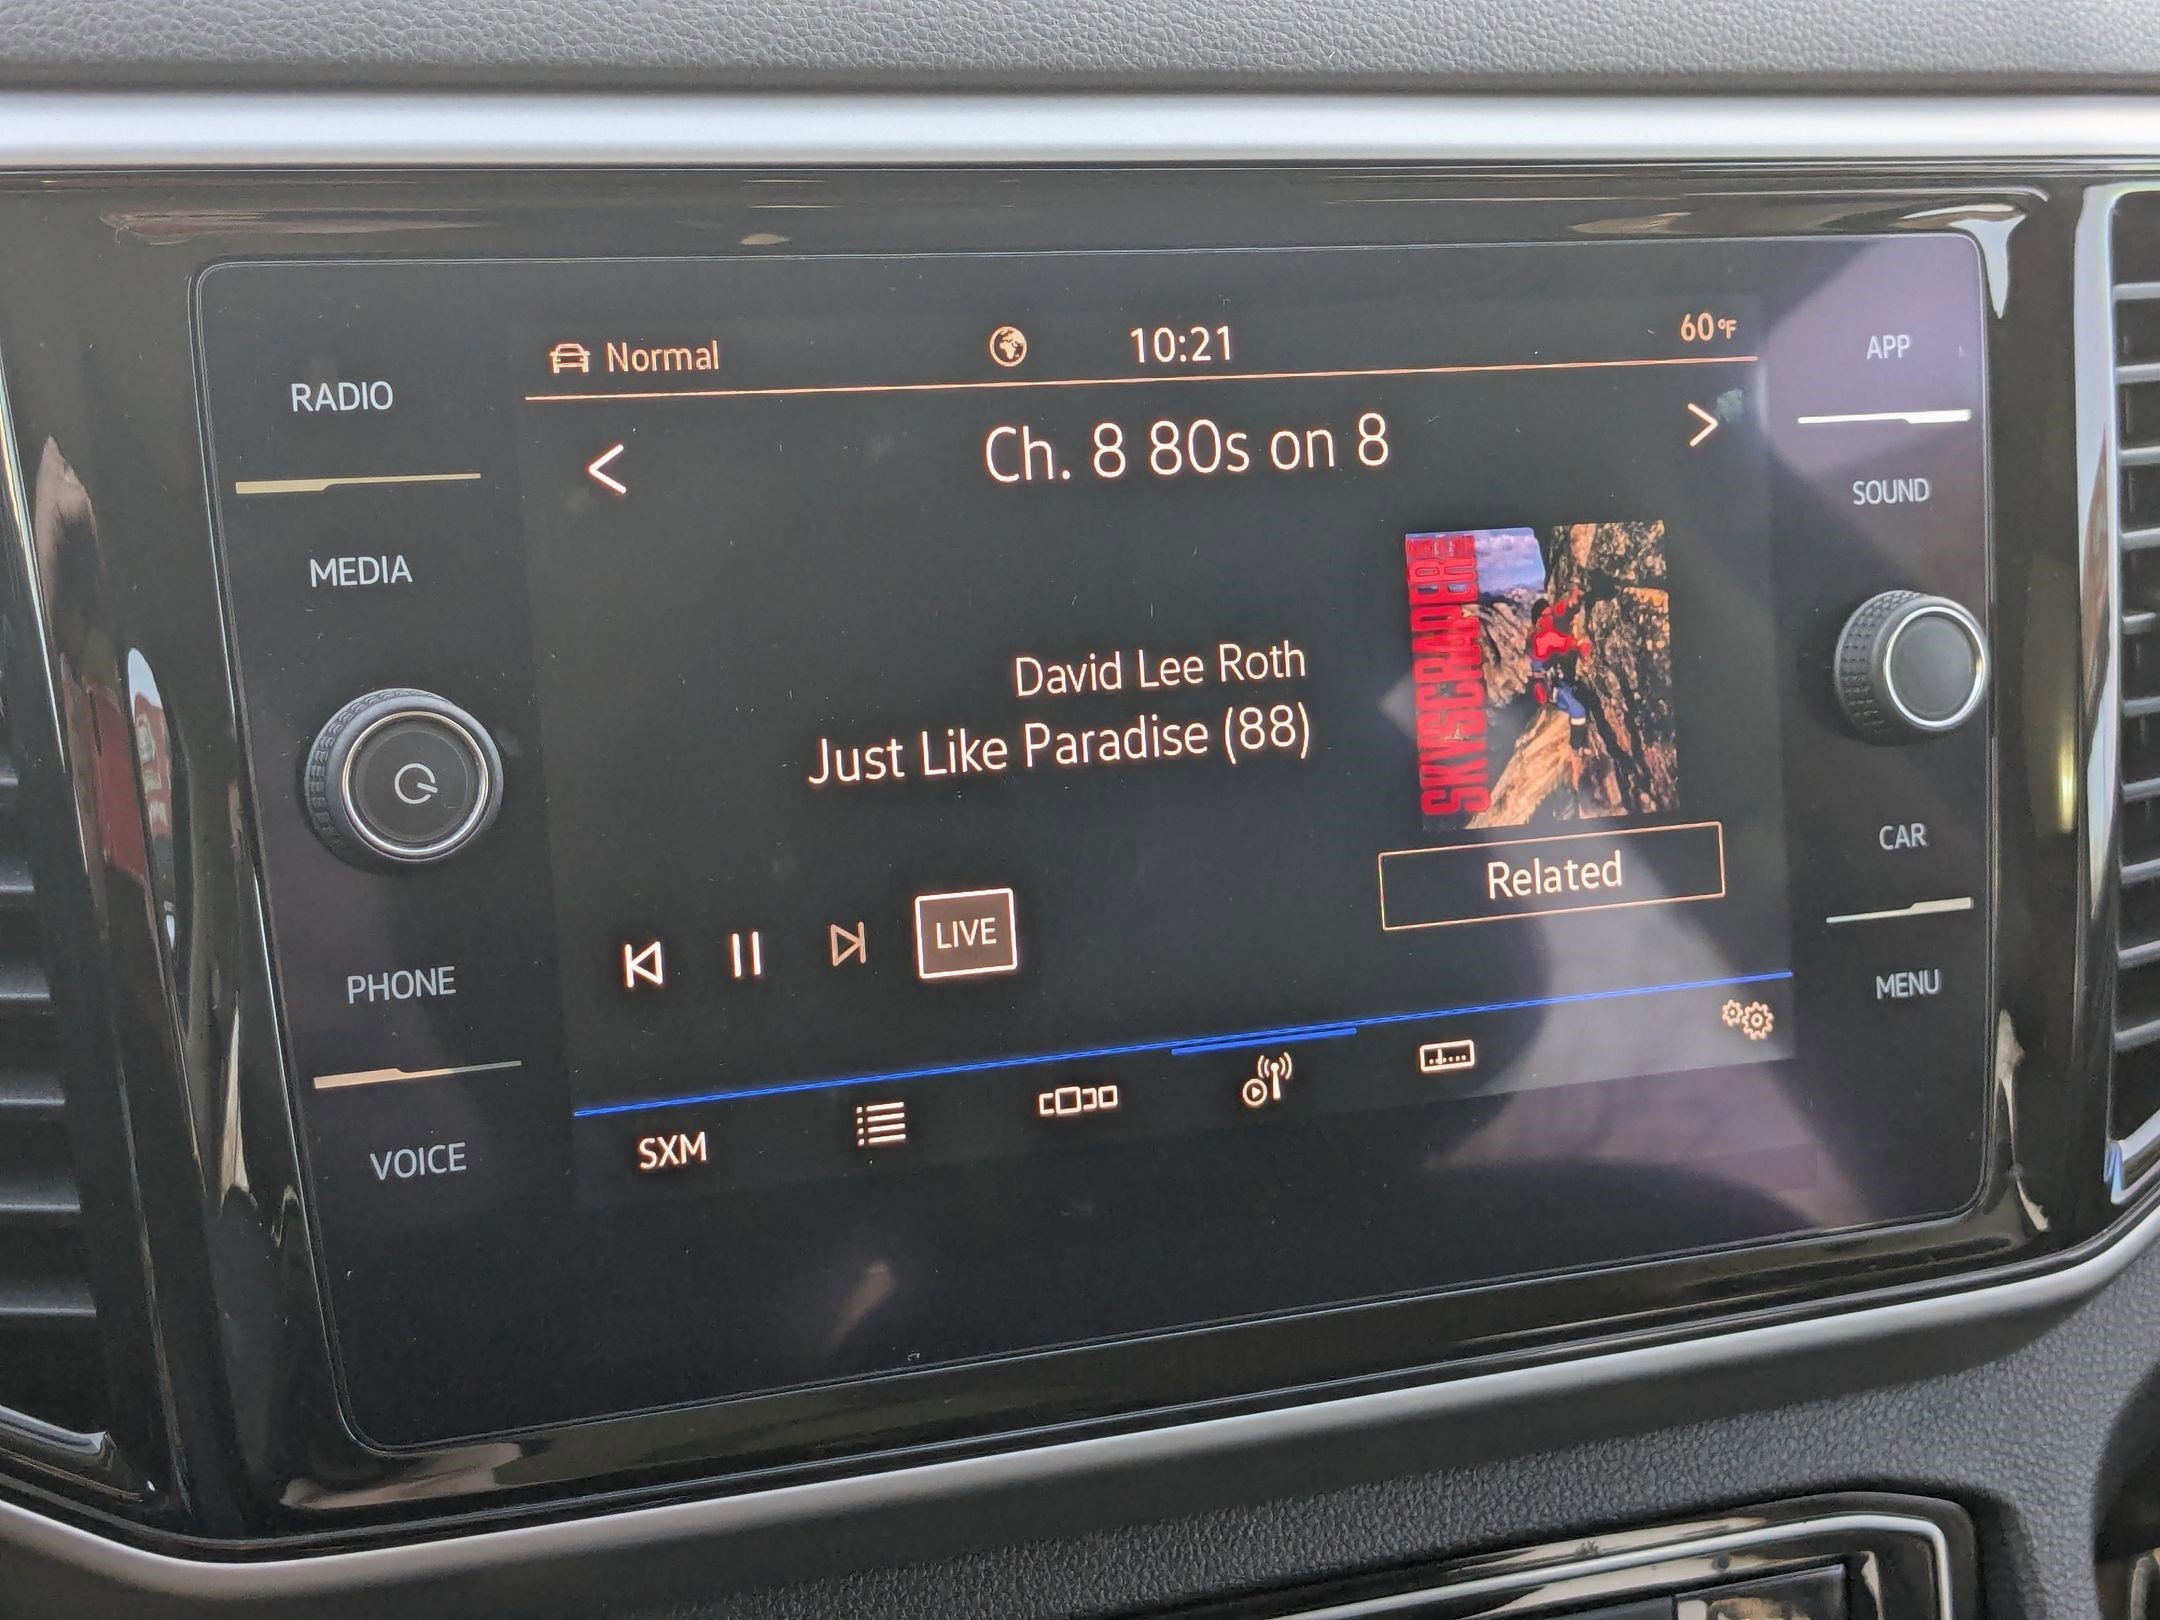 Normal
10:21
60°F
RADIO
APP
< Ch. 8 80s on 8 >
SOUND
MEDIA
SKYSCRAPER
David Lee Roth
Just Like Paradise (88)
CAR
Related
LIVE
PHONE
MENU
SXM
VOICE